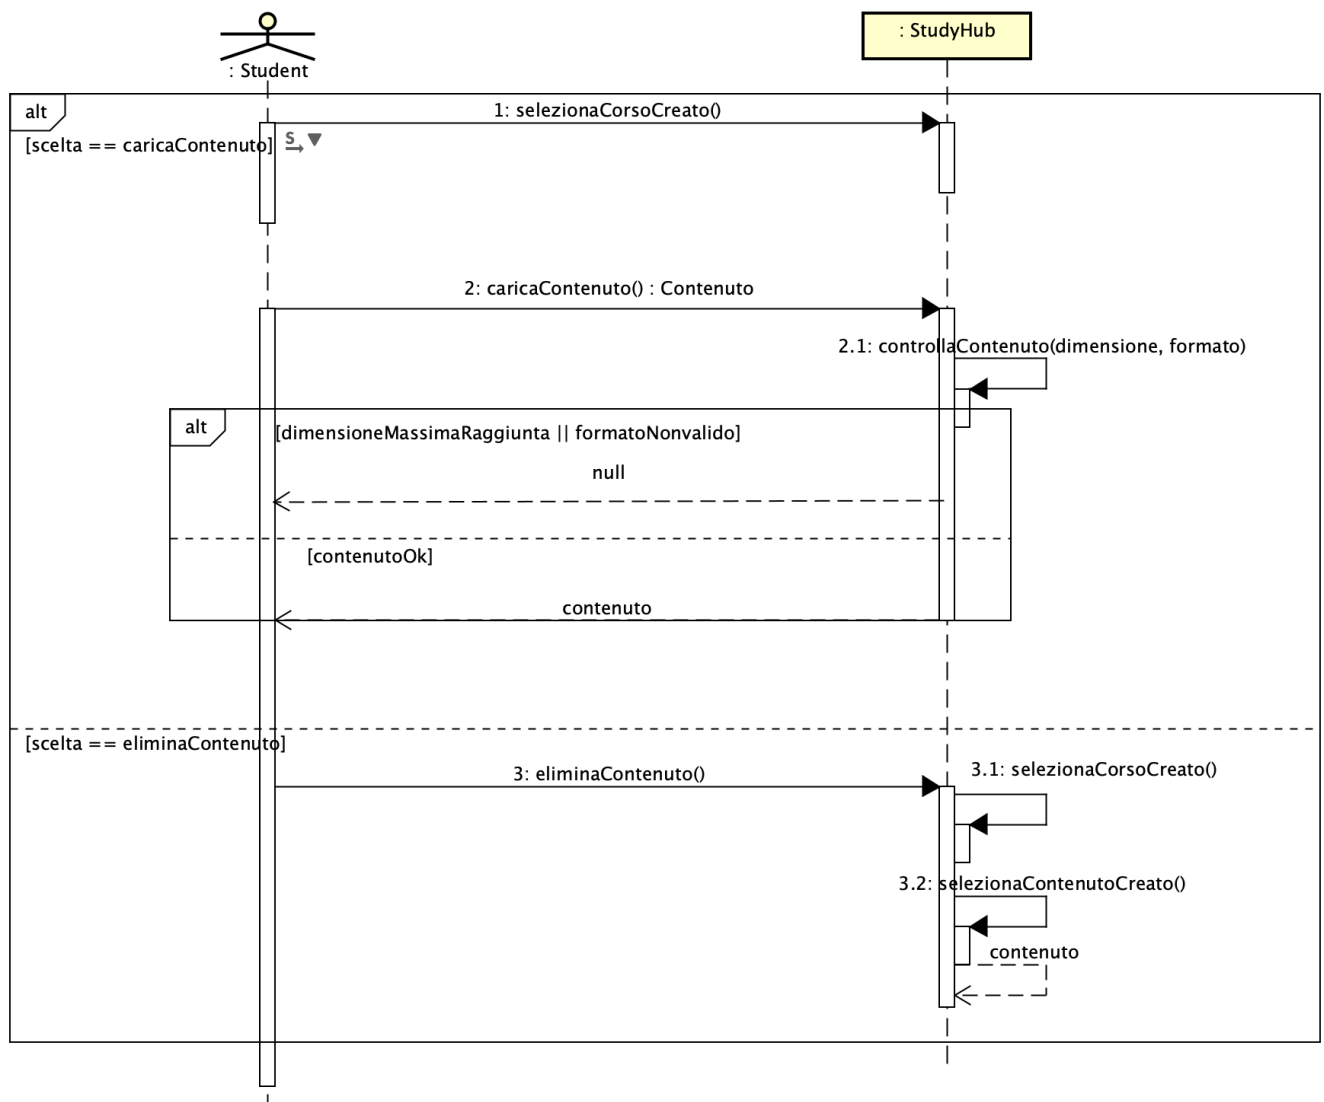 : Student
: StudyHub
alt
1: selezionaCorsoCreato()
[scelta == caricaContenuto]
S
2: caricaContenuto() : Contenuto
2.1: controllaContenuto(dimensione, formato)
alt
[dimensioneMassimaRaggiunta || formatoNonvalido]
null
[contenutoOk]
contenuto
[scelta == eliminaContenuto]
3: eliminaContenuto()
3.1: selezionaCorsoCreato()
3.2: selezionaContenutoCreato()
contenuto